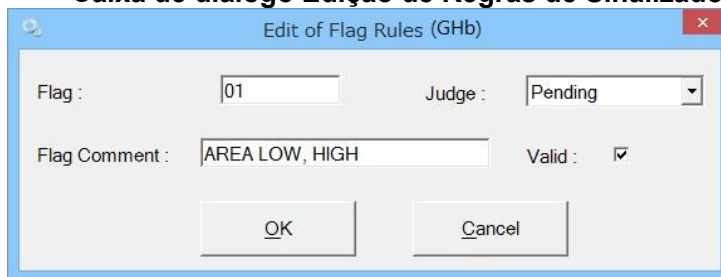 Caixa de diálogo Edição de Regras de Sinalizado
Edit of Flag Rules (GHb)
Flag : 01 Judge : Pending
Flag Comment : AREA LOW, HIGH Valid :
OK Cancel